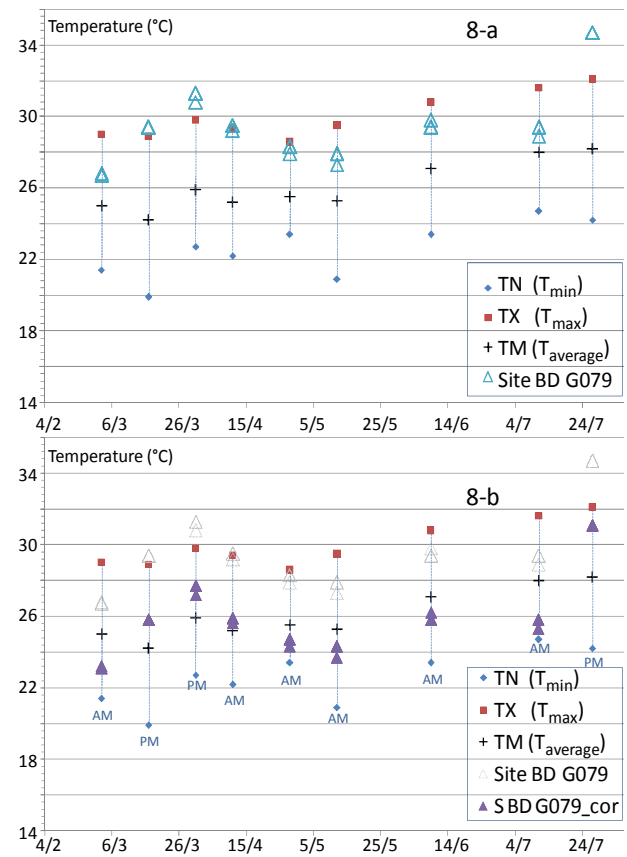 Temperature (°C)
8-a
34
30
26
22
18
14
TN (Tmin)
TX (Tmax)
TM (Taverage)
Site BD G079
4/2 6/3 26/3 15/4 5/5 25/5 14/6 4/7 24/7
Temperature (°C)
8-b
34
30
26
22
18
14
AM PM PM AM AM AM AM AM PM
TN (Tmin)
TX (Tmax)
TM (Taverage)
Site BD G079
S BD G079_cor
4/2 6/3 26/3 15/4 5/5 25/5 14/6 4/7 24/7